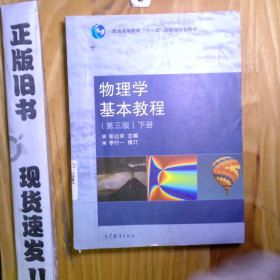 正版旧书
现货速发!!
普通高等教育"十一五"国家级规划教材
物理学
基本教程
(第三版)下册
张达宋 主编
李行一 修订
高等教育出版社